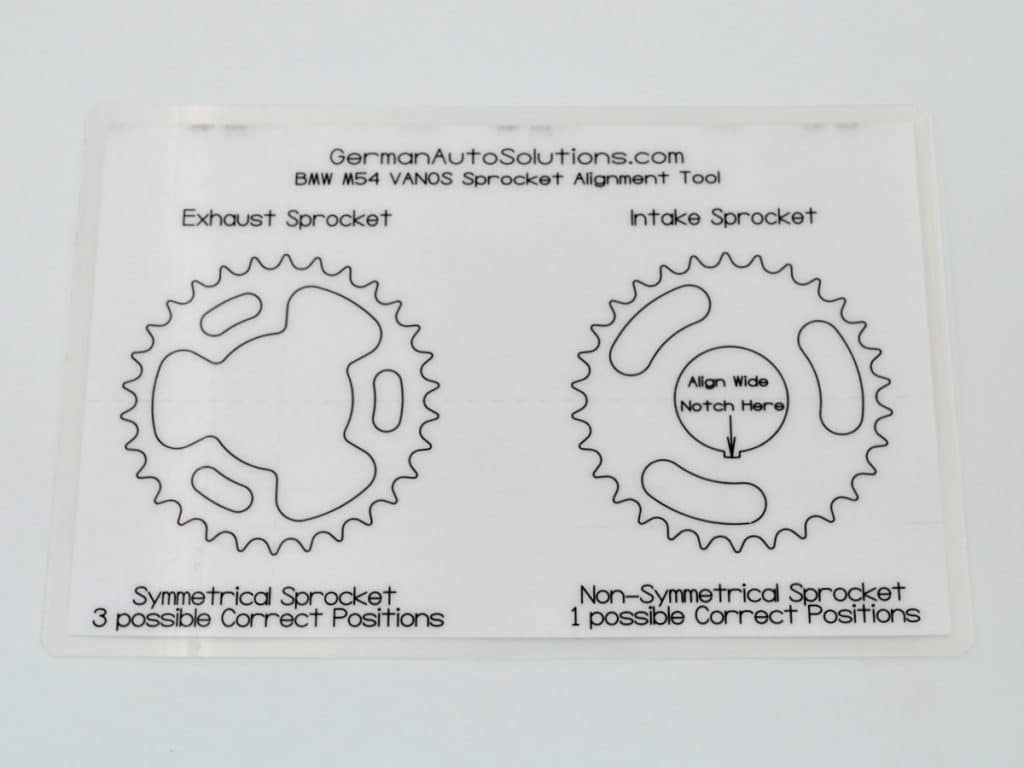 GermanAutoSolutions.com
BMW M54 VANOS Sprocket Alignment Tool
Exhaust Sprocket
Intake Sprocket
Align Wide
Notch Here
Symmetrical Sprocket
3 possible Correct Positions
Non-Symmetrical Sprocket
1 possible Correct Positions